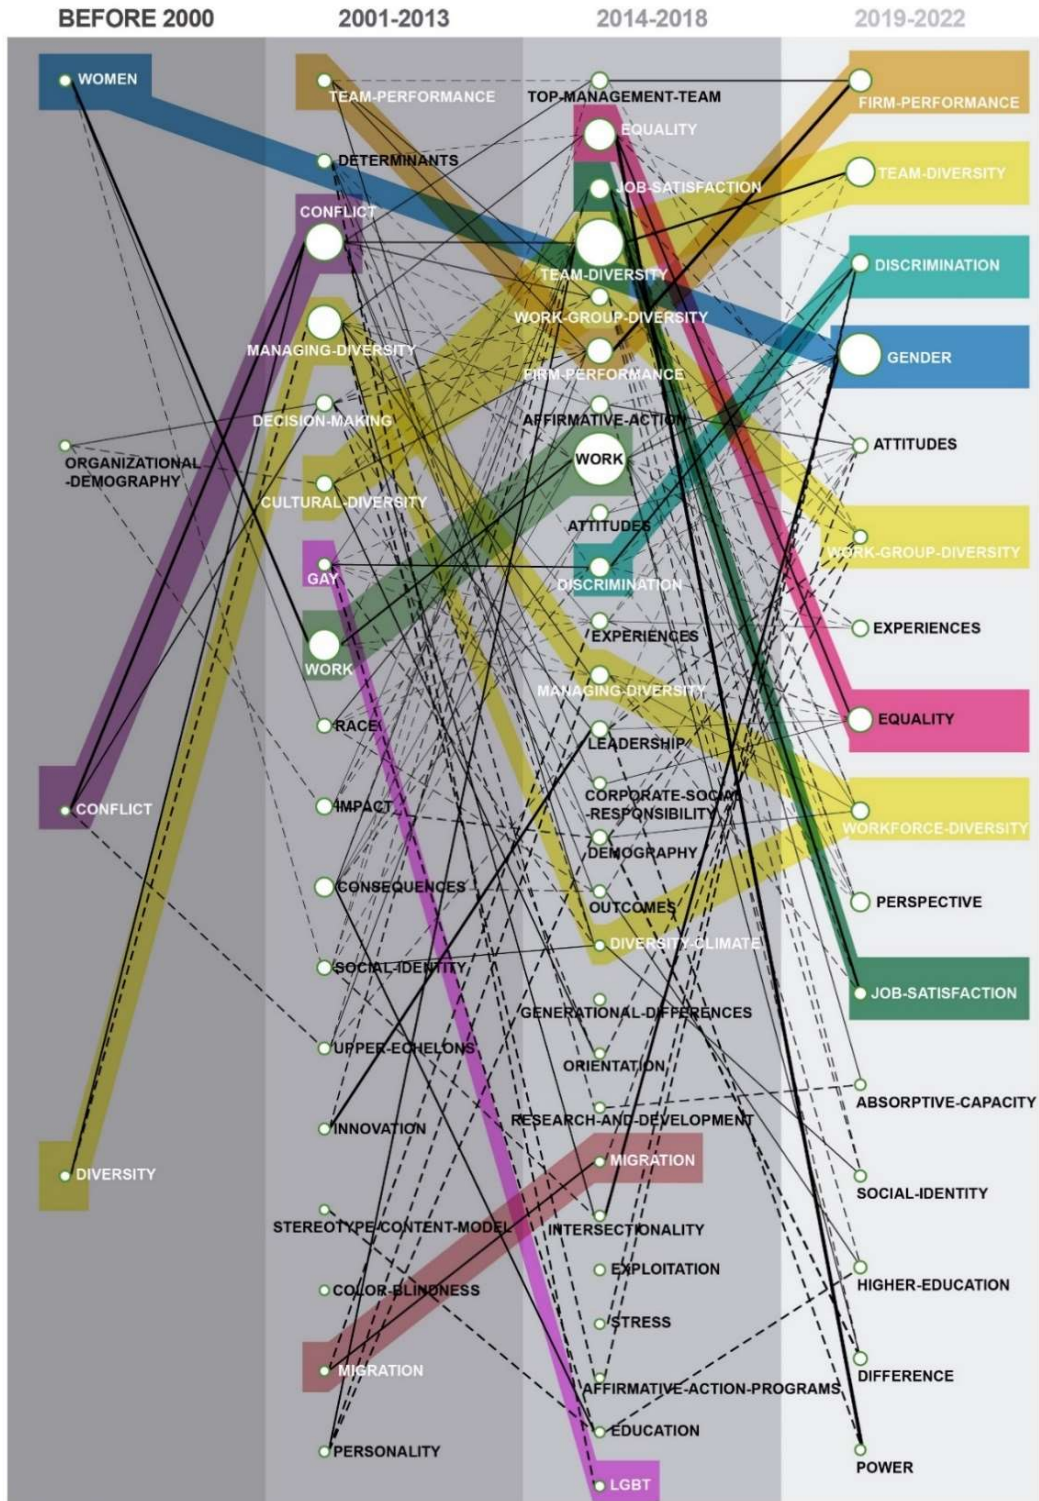 BEFORE 2000
2001-2013
2014-2018
2019-2022
WOMEN
ORGANIZATIONAL
-DEMOGRAPHY
CONFLICT
DIVERSITY
TEAM-PERFORMANCE
DETERMINANTS
CONFLICT
MANAGING-DIVERSITY
DECISION-MAKING
CULTURAL-DIVERSITY
GAY
WORK
RACE
IMPACT
CONSEQUENCES
SOCIAL-IDENTITY
UPPER-ECHELONS
INNOVATION
STEREOTYPE-CONTENT-MODEL
COLOR-BLINDNESS
MIGRATION
PERSONALITY
TOP-MANAGEMENT-TEAM
EQUALITY
JOB-SATISFACTION
TEAM-DIVERSITY
WORK-GROUP-DIVERSITY
FIRM-PERFORMANCE
AFFIRMATIVE-ACTION
WORK
ATTITUDES
DISCRIMINATION
EXPERIENCES
MANAGING-DIVERSITY
LEADERSHIP
CORPORATE-SOCIAL
-RESPONSIBILITY
DEMOGRAPHY
OUTCOMES
DIVERSITY-CLIMATE
GENERATIONAL-DIFFERENCES
ORIENTATION
RESEARCH-AND-DEVELOPMENT
MIGRATION
INTERSECTIONALITY
EXPLOITATION
STRESS
AFFIRMATIVE-ACTION-PROGRAMS
EDUCATION
LGBT
FIRM-PERFORMANCE
TEAM-DIVERSITY
DISCRIMINATION
GENDER
ATTITUDES
WORK-GROUP-DIVERSITY
EXPERIENCES
EQUALITY
WORKFORCE-DIVERSITY
PERSPECTIVE
JOB-SATISFACTION
ABSORPTIVE-CAPACITY
SOCIAL-IDENTITY
HIGHER-EDUCATION
DIFFERENCE
POWER